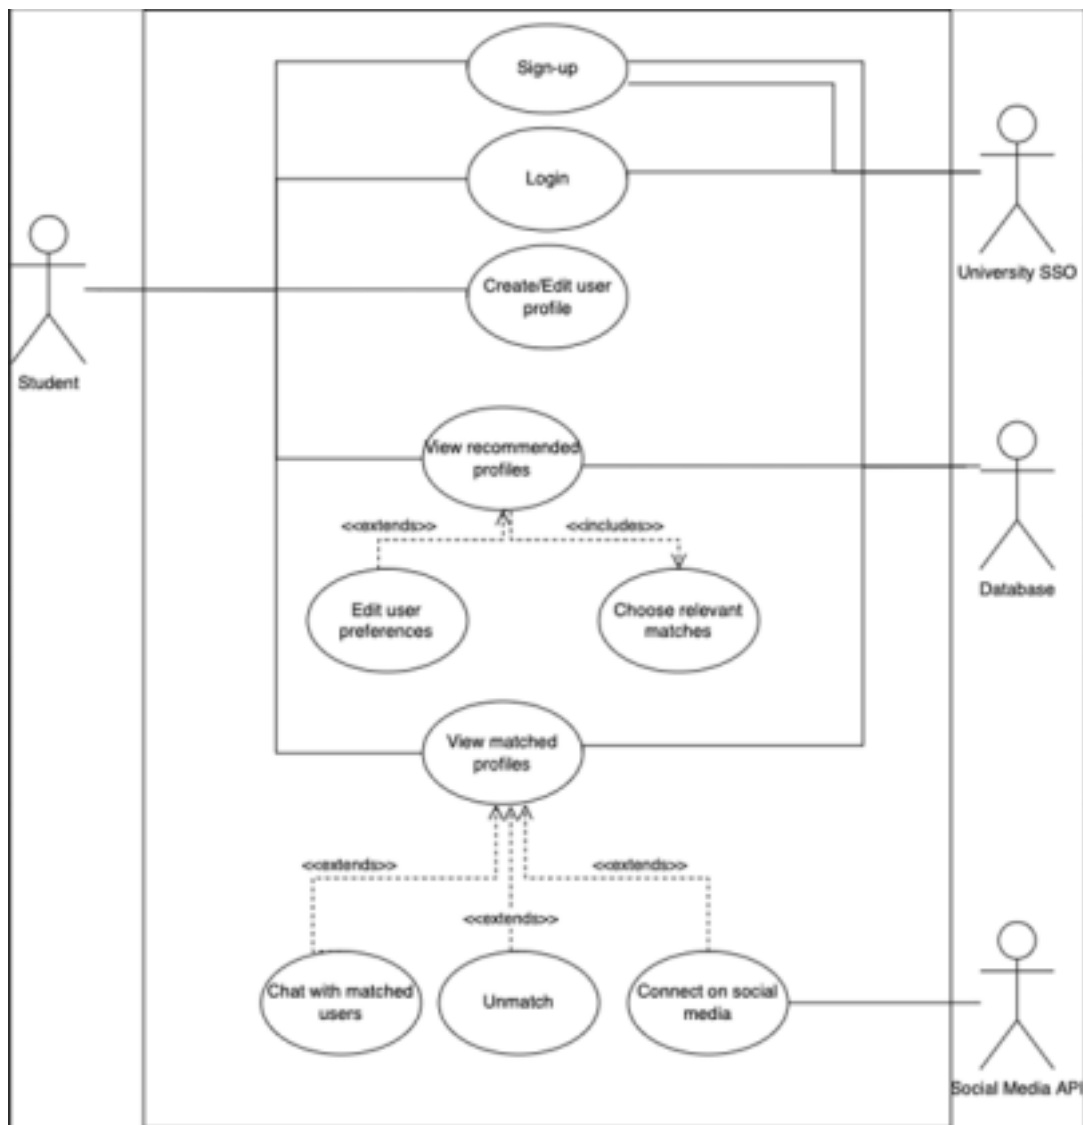 Sign-up
Login
University SSO
Create/Edit user
profile
Student
View recommended
profiles
<<extends>>
<<includes>>
Edit user
preferences
Choose relevant
matches
Database
View matched
profiles
<<extends>>
<<extends>>
<<extends>>
Chat with matched
users
Unmatch
Connect on social
media
Social Media API